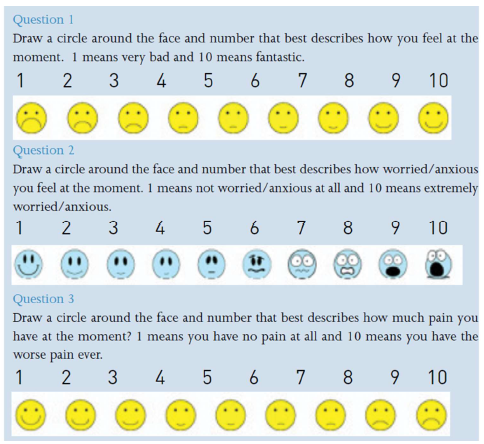 Question 1
Draw a circle around the face and number that best describes how you feel at the
moment. 1 means very bad and 10 means fantastic.
1 2 3 4 5 6 7 8 9 10
Question 2
Draw a circle around the face and number that best describes how worried/anxious
you feel at the moment. 1 means not worried/anxious at all and 10 means extremely
worried/anxious.
1 2 3 4 5 6 7 8 9 10
Question 3
Draw a circle around the face and number that best describes how much pain you
have at the moment? 1 means you have no pain at all and 10 means you have the
worse pain ever.
1 2 3 4 5 6 7 8 9 10